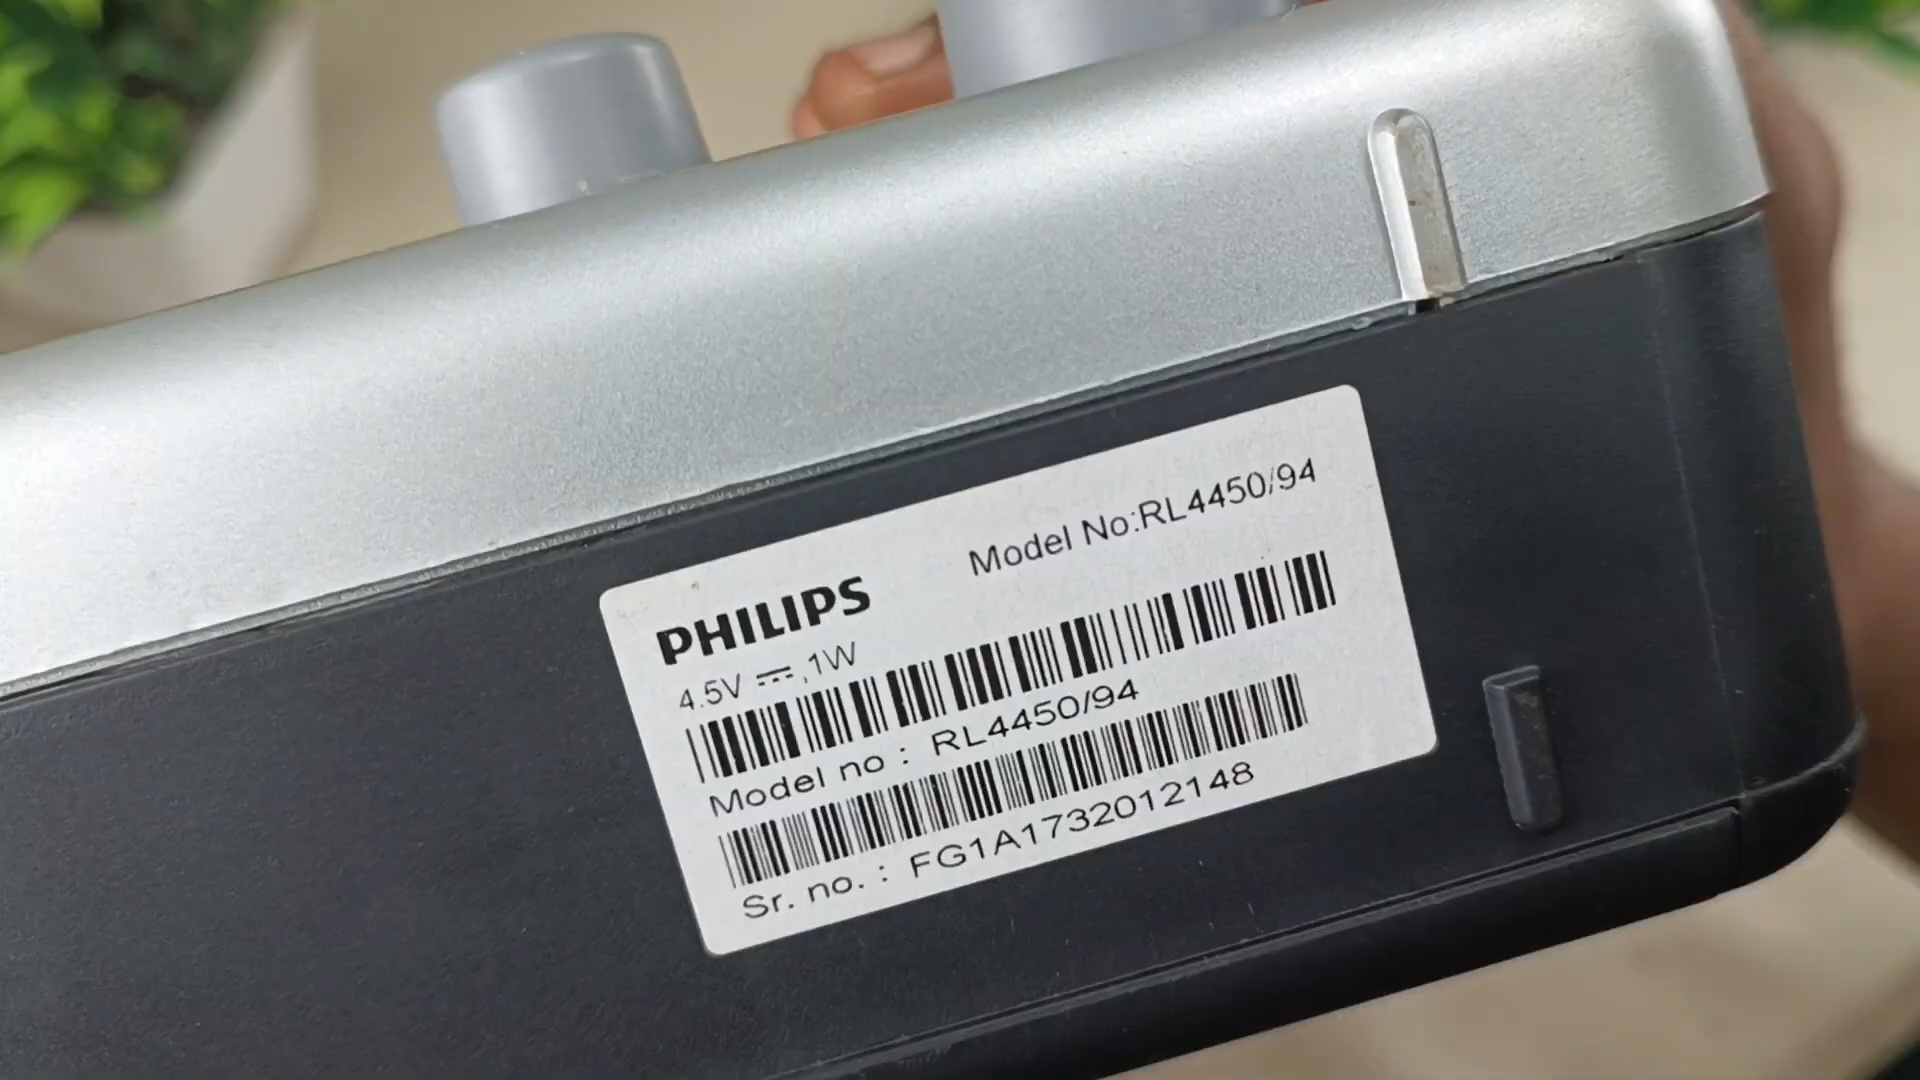 PHILIPS
Model No:RL4450/94
4.5V ⎓,1W
Model no : RL4450/94
Sr. no. : FG1A1732012148